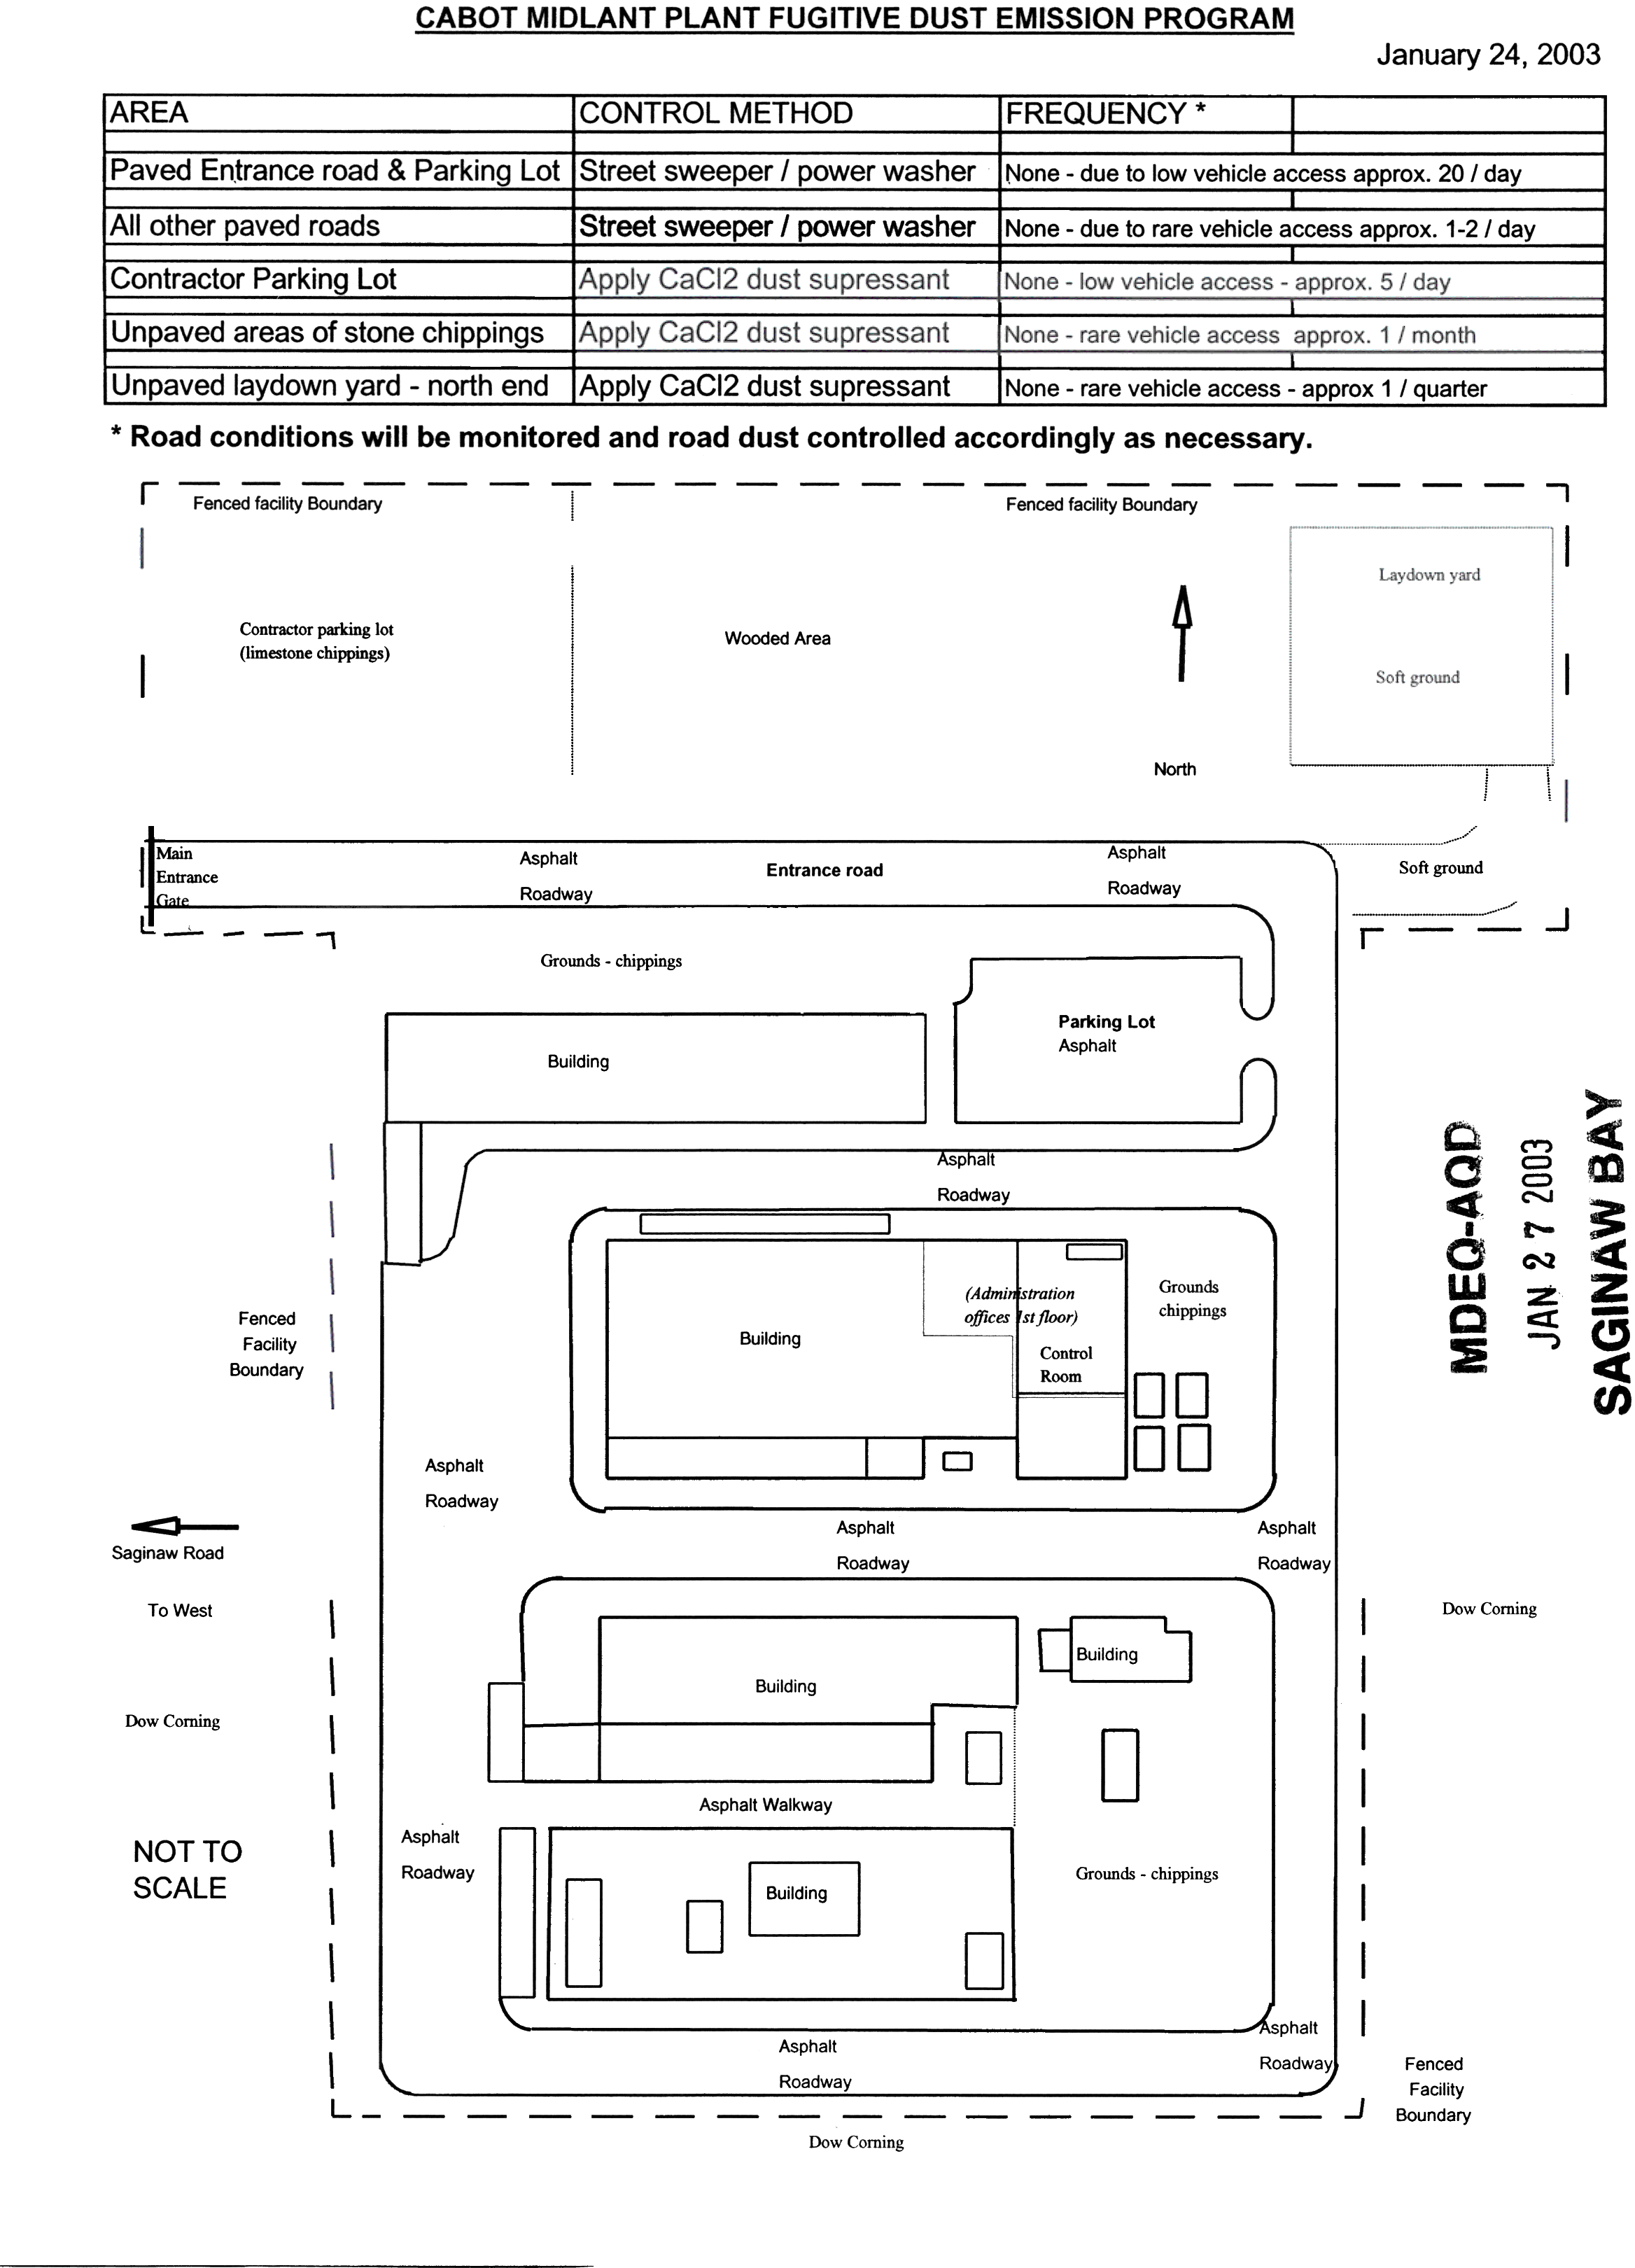 CABOT MIDLANT PLANT FUGITIVE DUST EMISSION PROGRAM
January 24, 2003
AREA CONTROL METHOD FREQUENCY *
Paved Entrance road & Parking Lot Street sweeper / power washer None - due to low vehicle access approx. 20 / day
All other paved roads Street sweeper / power washer None - due to rare vehicle access approx. 1-2 / day
Contractor Parking Lot Apply CaCl2 dust supressant None - low vehicle access - approx. 5 / day
Unpaved areas of stone chippings Apply CaCl2 dust supressant None - rare vehicle access approx. 1 / month
Unpaved laydown yard - north end Apply CaCl2 dust supressant None - rare vehicle access - approx 1 / quarter
* Road conditions will be monitored and road dust controlled accordingly as necessary.
Fenced facility Boundary
Fenced facility Boundary
Laydown yard
Contractor parking lot
(limestone chippings)
Wooded Area
Soft ground
North
Main
Entrance
Gate
Asphalt
Roadway
Entrance road
Asphalt
Roadway
Soft ground
Grounds - chippings
Parking Lot
Asphalt
Building
Asphalt
Roadway
MDEQ-AQD
JAN 27 2003
SAGINAW BAY
(Administration
offices 1st floor)
Grounds
chippings
Building
Control
Room
Fenced
Facility
Boundary
Asphalt
Roadway
Asphalt
Roadway
Asphalt
Roadway
Saginaw Road
To West
Dow Corning
Building
Building
Dow Corning
Asphalt Walkway
NOT TO
SCALE
Asphalt
Roadway
Building
Grounds - chippings
Asphalt
Roadway
Asphalt
Roadway
Fenced
Facility
Boundary
Dow Corning